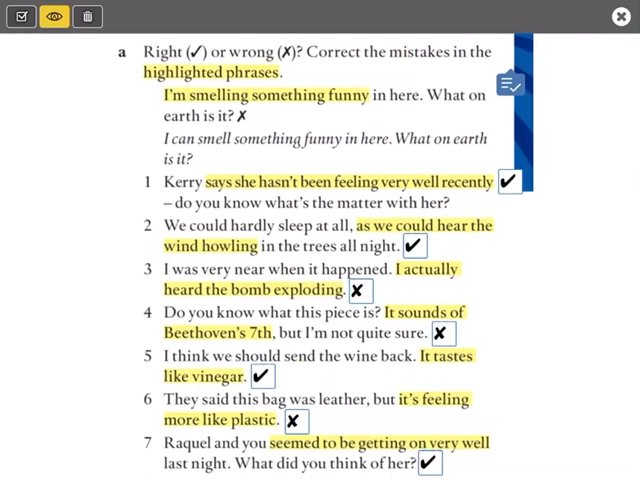 a Right (✓) or wrong (✗)? Correct the mistakes in the
highlighted phrases.
I'm smelling something funny in here. What on
earth is it? ✗
I can smell something funny in here. What on earth
is it?
1 Kerry says she hasn't been feeling very well recently ✔
– do you know what's the matter with her?
2 We could hardly sleep at all, as we could hear the
wind howling in the trees all night. ✔
3 I was very near when it happened. I actually
heard the bomb exploding. ✘
4 Do you know what this piece is? It sounds of
Beethoven's 7th, but I'm not quite sure. ✘
5 I think we should send the wine back. It tastes
like vinegar. ✔
6 They said this bag was leather, but it's feeling
more like plastic. ✘
7 Raquel and you seemed to be getting on very well
last night. What did you think of her? ✔